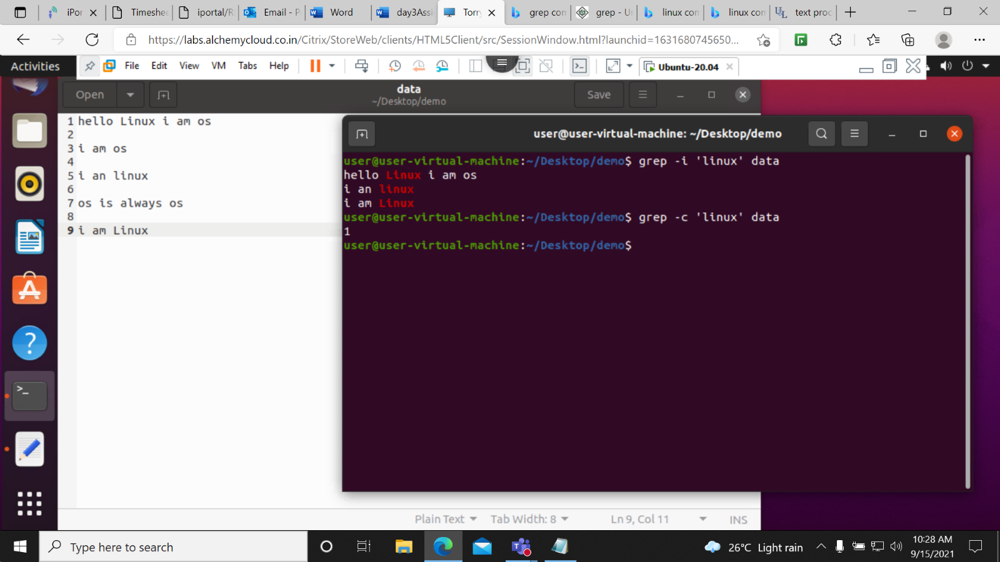 iPor
Timeshee
iportal/R
Email - P
Word
day3Assi
Torry
grep com
grep - Ur
linux com
linux com
UL text proc
https://labs.alchemycloud.co.in/Citrix/StoreWeb/clients/HTML5Client/src/SessionWindow.html?launchid=1631680745650...
Activities File Edit View VM Tabs Help Ubuntu-20.04
Open data Save
~/Desktop/demo
1 hello Linux i am os
2
3 i am os
4
5 i an linux
6
7 os is always os
8
9 i am Linux
Plain Text Tab Width: 8 Ln 9, Col 11 INS
user@user-virtual-machine: ~/Desktop/demo
user@user-virtual-machine:~/Desktop/demo$ grep -i 'linux' data
hello Linux i am os
i an linux
i am Linux
user@user-virtual-machine:~/Desktop/demo$ grep -c 'linux' data
1
user@user-virtual-machine:~/Desktop/demo$
Type here to search
26°C Light rain
10:28 AM
9/15/2021